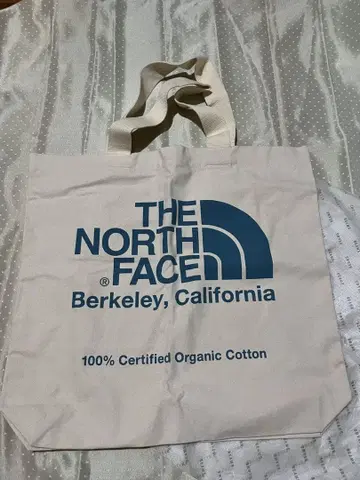 THE
NORTH
® FACE
Berkeley, California
100% Certified Organic Cotton